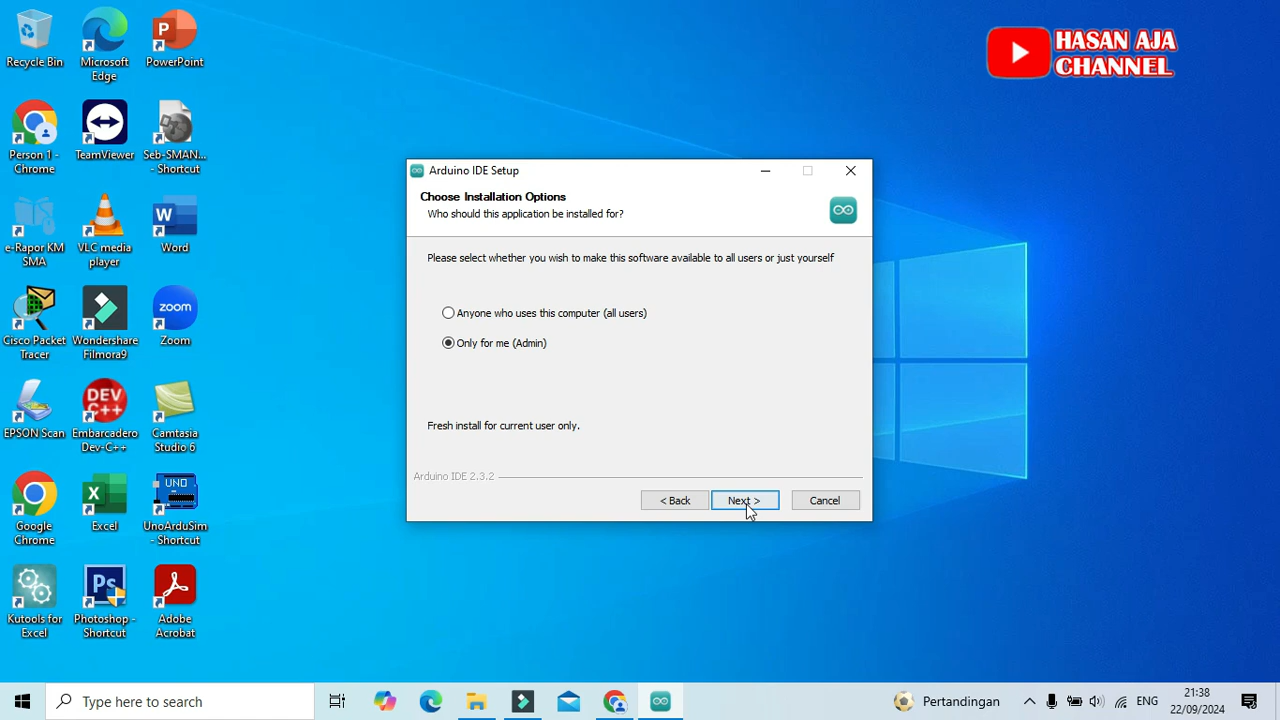 Recycle Bin
Microsoft
Edge
PowerPoint
HASAN AJA
CHANNEL
Person 1 -
Chrome
TeamViewer
Seb-SMAN...
- Shortcut
e-Rapor KM
SMA
VLC media
player
Word
Cisco Packet
Tracer
Wondershare
Filmora9
zoom
Zoom
EPSON Scan
DEV
C++
Embarcadero
Dev-C++
Camtasia
Studio 6
Google
Chrome
Excel
UNO
UnoArduSim
- Shortcut
Kutools for
Excel
Photoshop -
Shortcut
Adobe
Acrobat
Arduino IDE Setup
Choose Installation Options
Who should this application be installed for?
Please select whether you wish to make this software available to all users or just yourself
Anyone who uses this computer (all users)
Only for me (Admin)
Fresh install for current user only.
Arduino IDE 2.3.2
< Back
Next >
Cancel
Type here to search
Pertandingan
ENG
21:38
22/09/2024